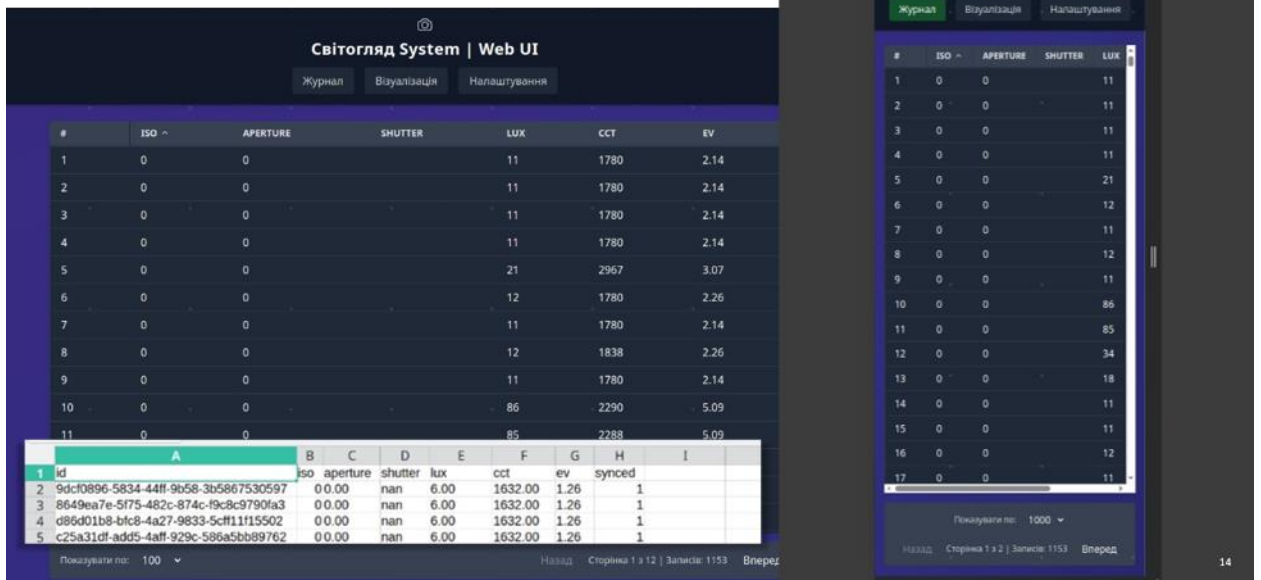 Світогляд System | Web UI
Журнал Візуалізація Налаштування
# ISO APERTURE SHUTTER LUX CCT EV
1 0 0 11 1780 2.14
2 0 0 11 1780 2.14
3 0 0 11 1780 2.14
4 0 0 11 1780 2.14
5 0 0 21 2967 3.07
6 0 0 12 1780 2.26
7 0 0 11 1780 2.14
8 0 0 12 1838 2.26
9 0 0 11 1780 2.14
10 0 0 86 2290 5.09
11 0 0 85 2288 5.09
A B C D E F G H I
1 id iso aperture shutter lux cct ev synced
2 9dcf0896-5834-44ff-9b58-3b5867530597 0 0.00 nan 6.00 1632.00 1.26 1
3 8649ea7e-5f75-482c-874c-f9c8c9790fa3 0 0.00 nan 6.00 1632.00 1.26 1
4 d86d01b8-bfc8-4a27-9833-5cff11f15502 0 0.00 nan 6.00 1632.00 1.26 1
5 c25a31df-add5-4aff-929c-586a5bb89762 0 0.00 nan 6.00 1632.00 1.26 1
Показувати по: 100
Назад Сторінка 1 з 12 | Записів: 1153 Вперед
Журнал Візуалізація Налаштування
# ISO APERTURE SHUTTER LUX
1 0 0 11
2 0 0 11
3 0 0 11
4 0 0 11
5 0 0 21
6 0 0 12
7 0 0 11
8 0 0 12
9 0 0 11
10 0 0 86
11 0 0 85
12 0 0 34
13 0 0 18
14 0 0 11
15 0 0 11
16 0 0 12
17 0 0 11
Показувати по: 1000
Назад Сторінка 1 з 2 | Записів: 1153 Вперед
14